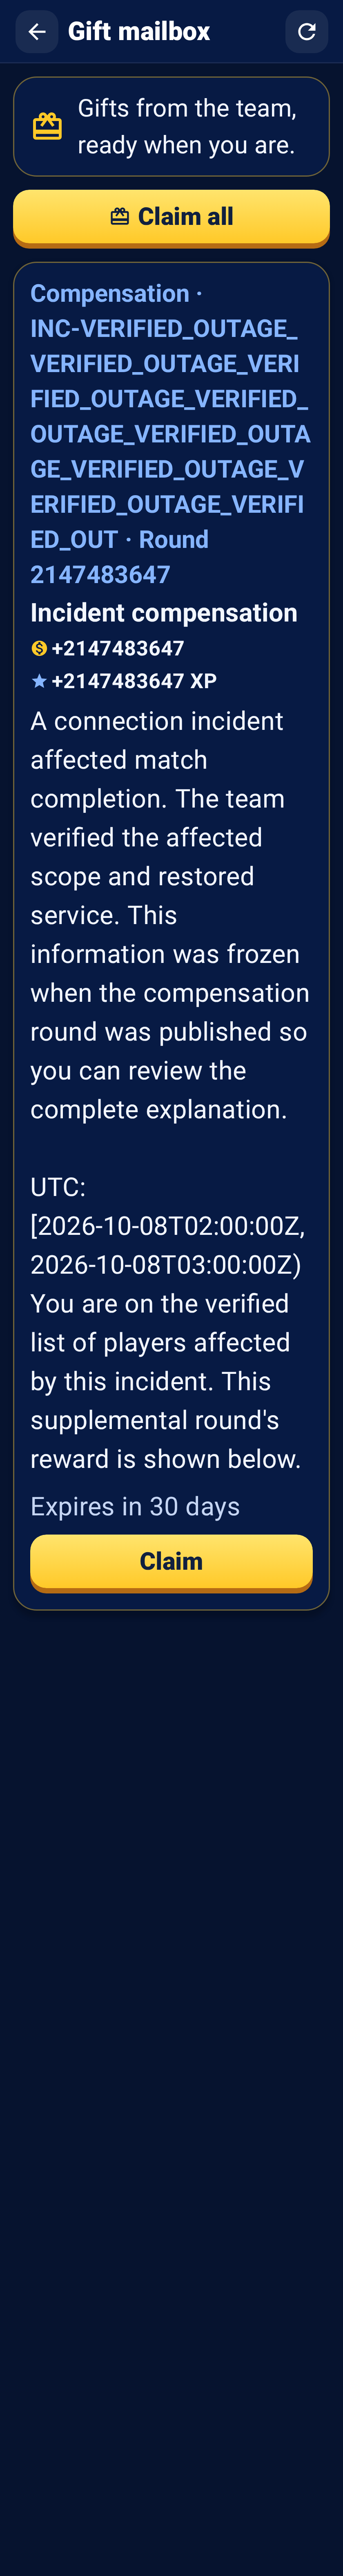 Gift mailbox
Gifts from the team,
ready when you are.
Claim all
Compensation ·
INC-VERIFIED_OUTAGE_
VERIFIED_OUTAGE_VERI
FIED_OUTAGE_VERIFIED_
OUTAGE_VERIFIED_OUTA
GE_VERIFIED_OUTAGE_V
ERIFIED_OUTAGE_VERIFI
ED_OUT · Round
2147483647
Incident compensation
+2147483647
+2147483647 XP
A connection incident
affected match
completion. The team
verified the affected
scope and restored
service. This
information was frozen
when the compensation
round was published so
you can review the
complete explanation.
UTC:
[2026-10-08T02:00:00Z,
2026-10-08T03:00:00Z)
You are on the verified
list of players affected
by this incident. This
supplemental round's
reward is shown below.
Expires in 30 days
Claim